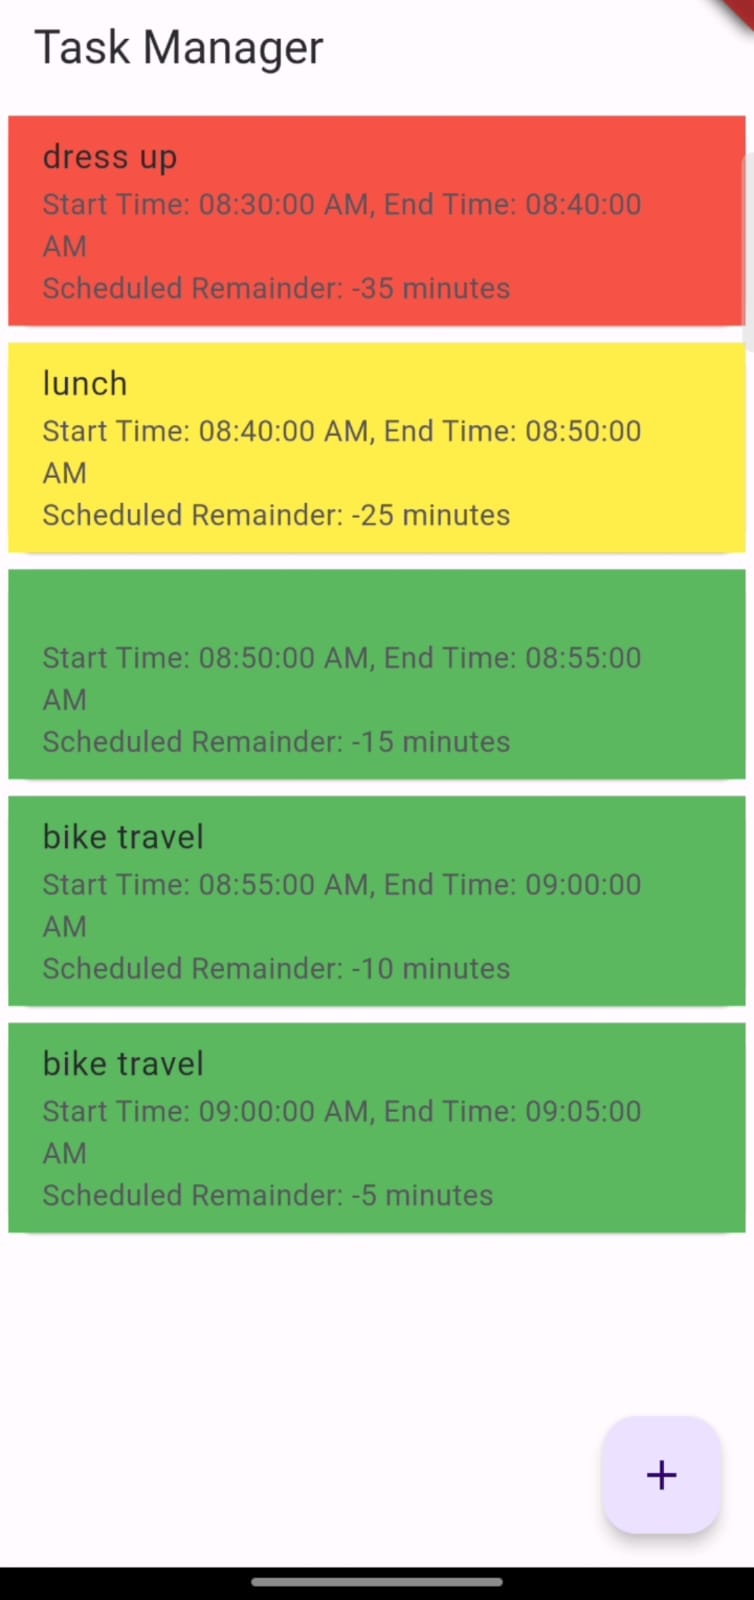 Task Manager
dress up
Start Time: 08:30:00 AM, End Time: 08:40:00
AM
Scheduled Remainder: -35 minutes
lunch
Start Time: 08:40:00 AM, End Time: 08:50:00
AM
Scheduled Remainder: -25 minutes
Start Time: 08:50:00 AM, End Time: 08:55:00
AM
Scheduled Remainder: -15 minutes
bike travel
Start Time: 08:55:00 AM, End Time: 09:00:00
AM
Scheduled Remainder: -10 minutes
bike travel
Start Time: 09:00:00 AM, End Time: 09:05:00
AM
Scheduled Remainder: -5 minutes
+